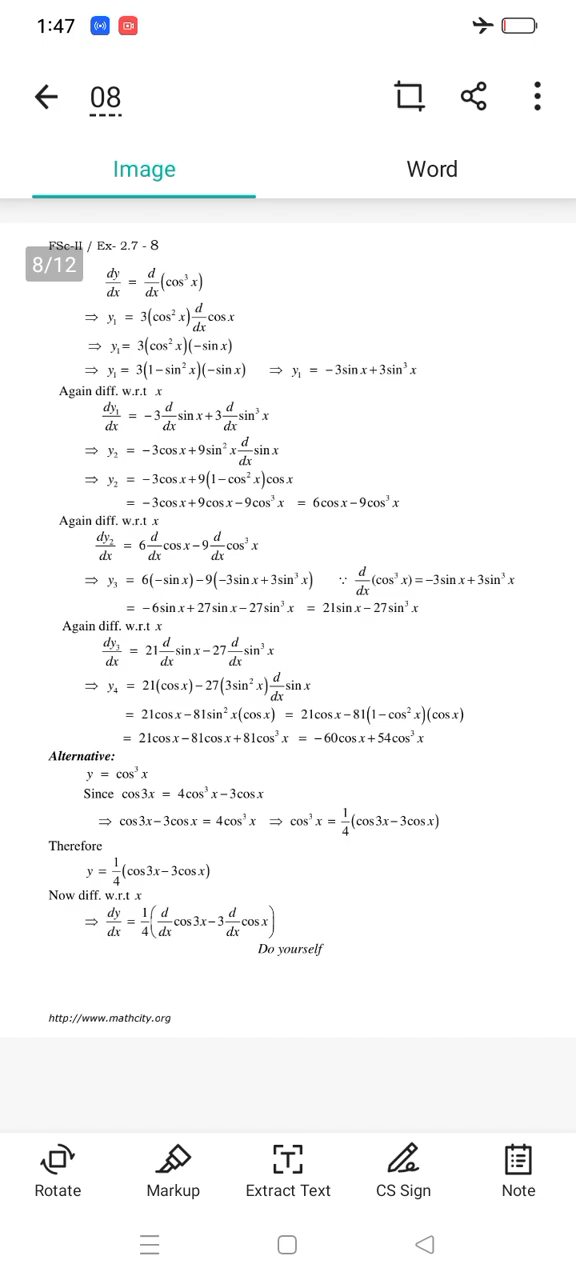 1:47
08
Image Word
FSc-II / Ex- 2.7 - 8
8/12
dy/dx = d/dx (cos³ x)
⇒ y₁ = 3(cos² x) d/dx cos x
⇒ y₁ = 3(cos² x)(−sin x)
⇒ y₁ = 3(1−sin² x)(−sin x) ⇒ y₁ = −3sin x + 3sin³ x
Again diff. w.r.t x
dy₁/dx = −3 d/dx sin x + 3 d/dx sin³ x
⇒ y₂ = −3cos x + 9sin² x d/dx sin x
⇒ y₂ = −3cos x + 9(1−cos² x)cos x
= −3cos x + 9cos x − 9cos³ x = 6cos x − 9cos³ x
Again diff. w.r.t x
dy₂/dx = 6 d/dx cos x − 9 d/dx cos³ x
⇒ y₃ = 6(−sin x) − 9(−3sin x + 3sin³ x) ∵ d/dx (cos³ x) = −3sin x + 3sin³ x
= −6sin x + 27sin x − 27sin³ x = 21sin x − 27sin³ x
Again diff. w.r.t x
dy₃/dx = 21 d/dx sin x − 27 d/dx sin³ x
⇒ y₄ = 21(cos x) − 27(3sin² x) d/dx sin x
= 21cos x − 81sin² x(cos x) = 21cos x − 81(1−cos² x)(cos x)
= 21cos x − 81cos x + 81cos³ x = −60cos x + 54cos³ x
Alternative:
y = cos³ x
Since cos 3x = 4cos³ x − 3cos x
⇒ cos 3x − 3cos x = 4cos³ x ⇒ cos³ x = 1/4 (cos 3x − 3cos x)
Therefore
y = 1/4 (cos 3x − 3cos x)
Now diff. w.r.t x
⇒ dy/dx = 1/4 ( d/dx cos 3x − 3 d/dx cos x )
Do yourself
http://www.mathcity.org
Rotate Markup Extract Text CS Sign Note